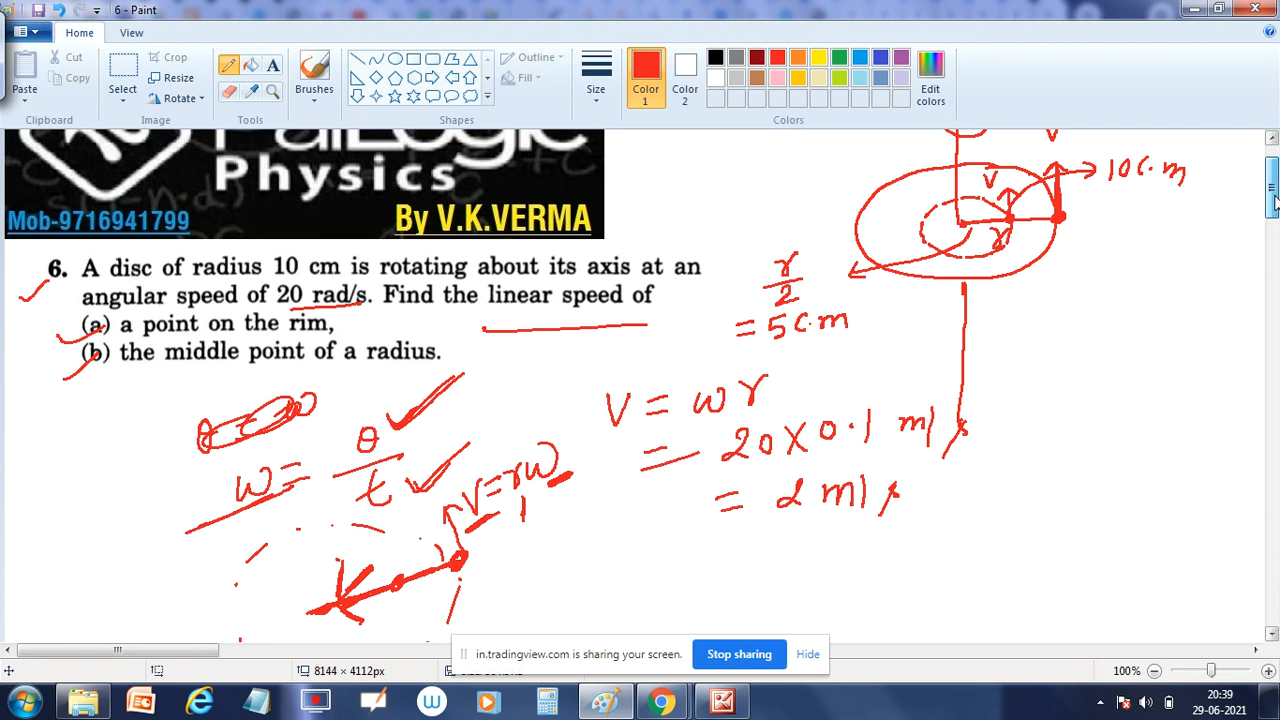 6 - Paint
Home
View
Paste
Cut
Copy
Clipboard
Select
Crop
Resize
Rotate
Image
Tools
Brushes
Shapes
Outline
Fill
Size
Color 1
Color 2
Edit colors
Colors
Physics
Mob-9716941799
By V.K.VERMA
6. A disc of radius 10 cm is rotating about its axis at an
angular speed of 20 rad/s. Find the linear speed of
(a) a point on the rim,
(b) the middle point of a radius.
V
V
10 c.m
r
r/2
= 5 c.m
V = ωr
= 20 X 0.1 m/s
= 2 m/s
ω = θ/t
V=rω
in.tradingview.com is sharing your screen.
Stop sharing
Hide
8144 × 4112px
100%
20:39
29-06-2021